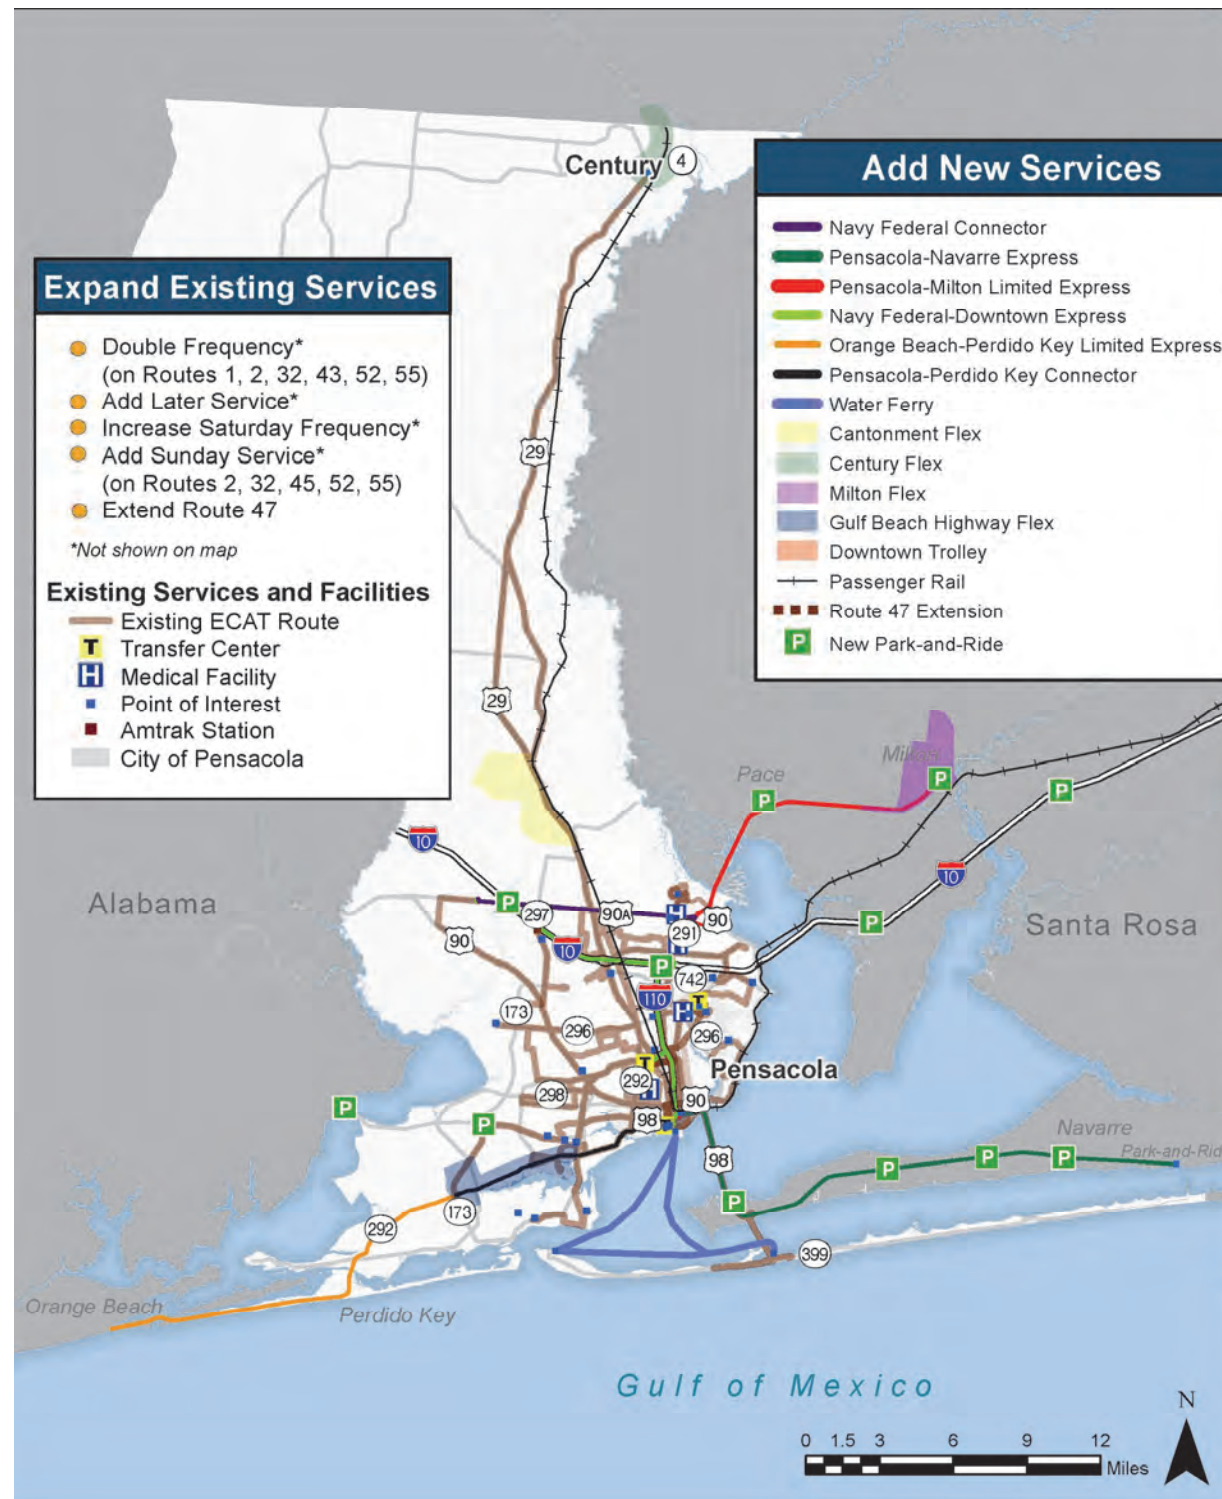 Century
4
Add New Services
Navy Federal Connector
Pensacola-Navarre Express
Pensacola-Milton Limited Express
Navy Federal-Downtown Express
Orange Beach-Perdido Key Limited Express
Pensacola-Perdido Key Connector
Water Ferry
Cantonment Flex
Century Flex
Milton Flex
Gulf Beach Highway Flex
Downtown Trolley
Passenger Rail
Route 47 Extension
P New Park-and-Ride
Expand Existing Services
Double Frequency*
(on Routes 1, 2, 32, 43, 52, 55)
Add Later Service*
Increase Saturday Frequency*
Add Sunday Service*
(on Routes 2, 32, 45, 52, 55)
Extend Route 47
*Not shown on map
Existing Services and Facilities
Existing ECAT Route
T Transfer Center
H Medical Facility
Point of Interest
Amtrak Station
City of Pensacola
29
29
Pace
P
P
P
10
10
Alabama
P
297
90A
H
90
291
H
P
Santa Rosa
90
10
P
742
110
T
H
173
296
296
T
292
H
Pensacola
298
90
P
P
98
98
Navarre
P
P
P
P
173
292
399
Orange Beach
Perdido Key
Gulf of Mexico
N
0 1.5 3 6 9 12
Miles